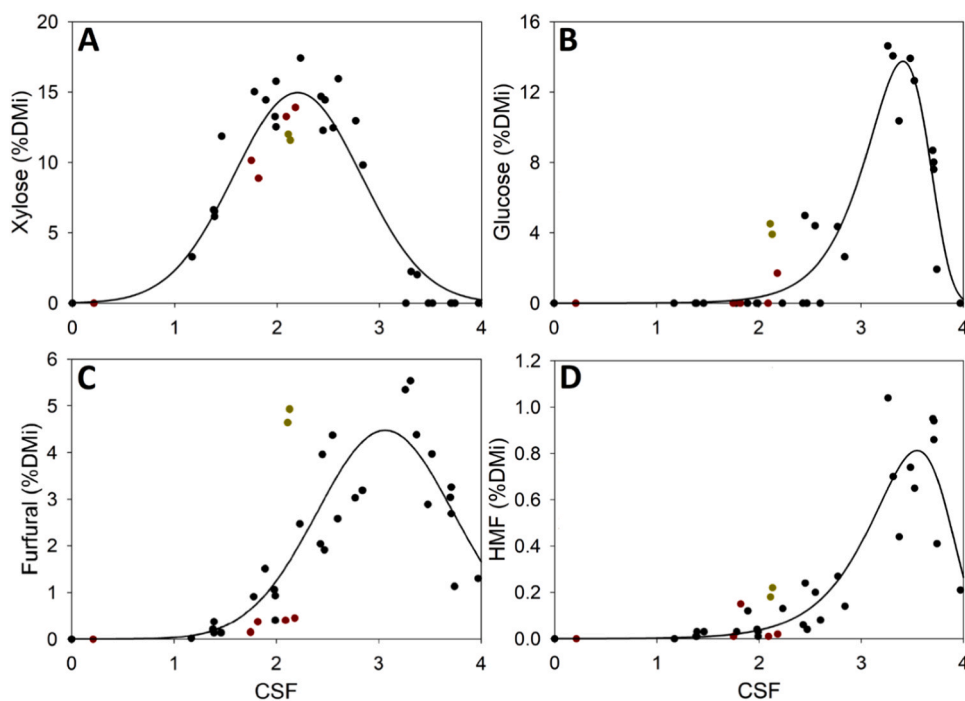 A
Xylose (%DMi)
20
15
10
5
0
0 1 2 3 4
B
Glucose (%DMi)
16
12
8
4
0
0 1 2 3 4
C
Furfural (%DMi)
6
5
4
3
2
1
0
0 1 2 3 4
CSF
D
HMF (%DMi)
1.2
1.0
0.8
0.6
0.4
0.2
0.0
0 1 2 3 4
CSF